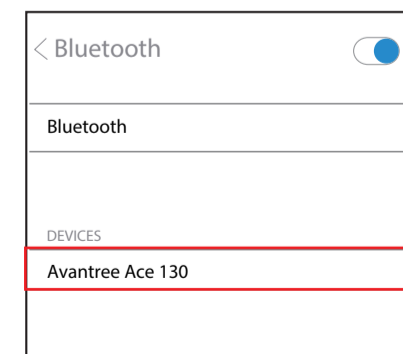 < Bluetooth
Bluetooth
DEVICES
Avantree Ace 130